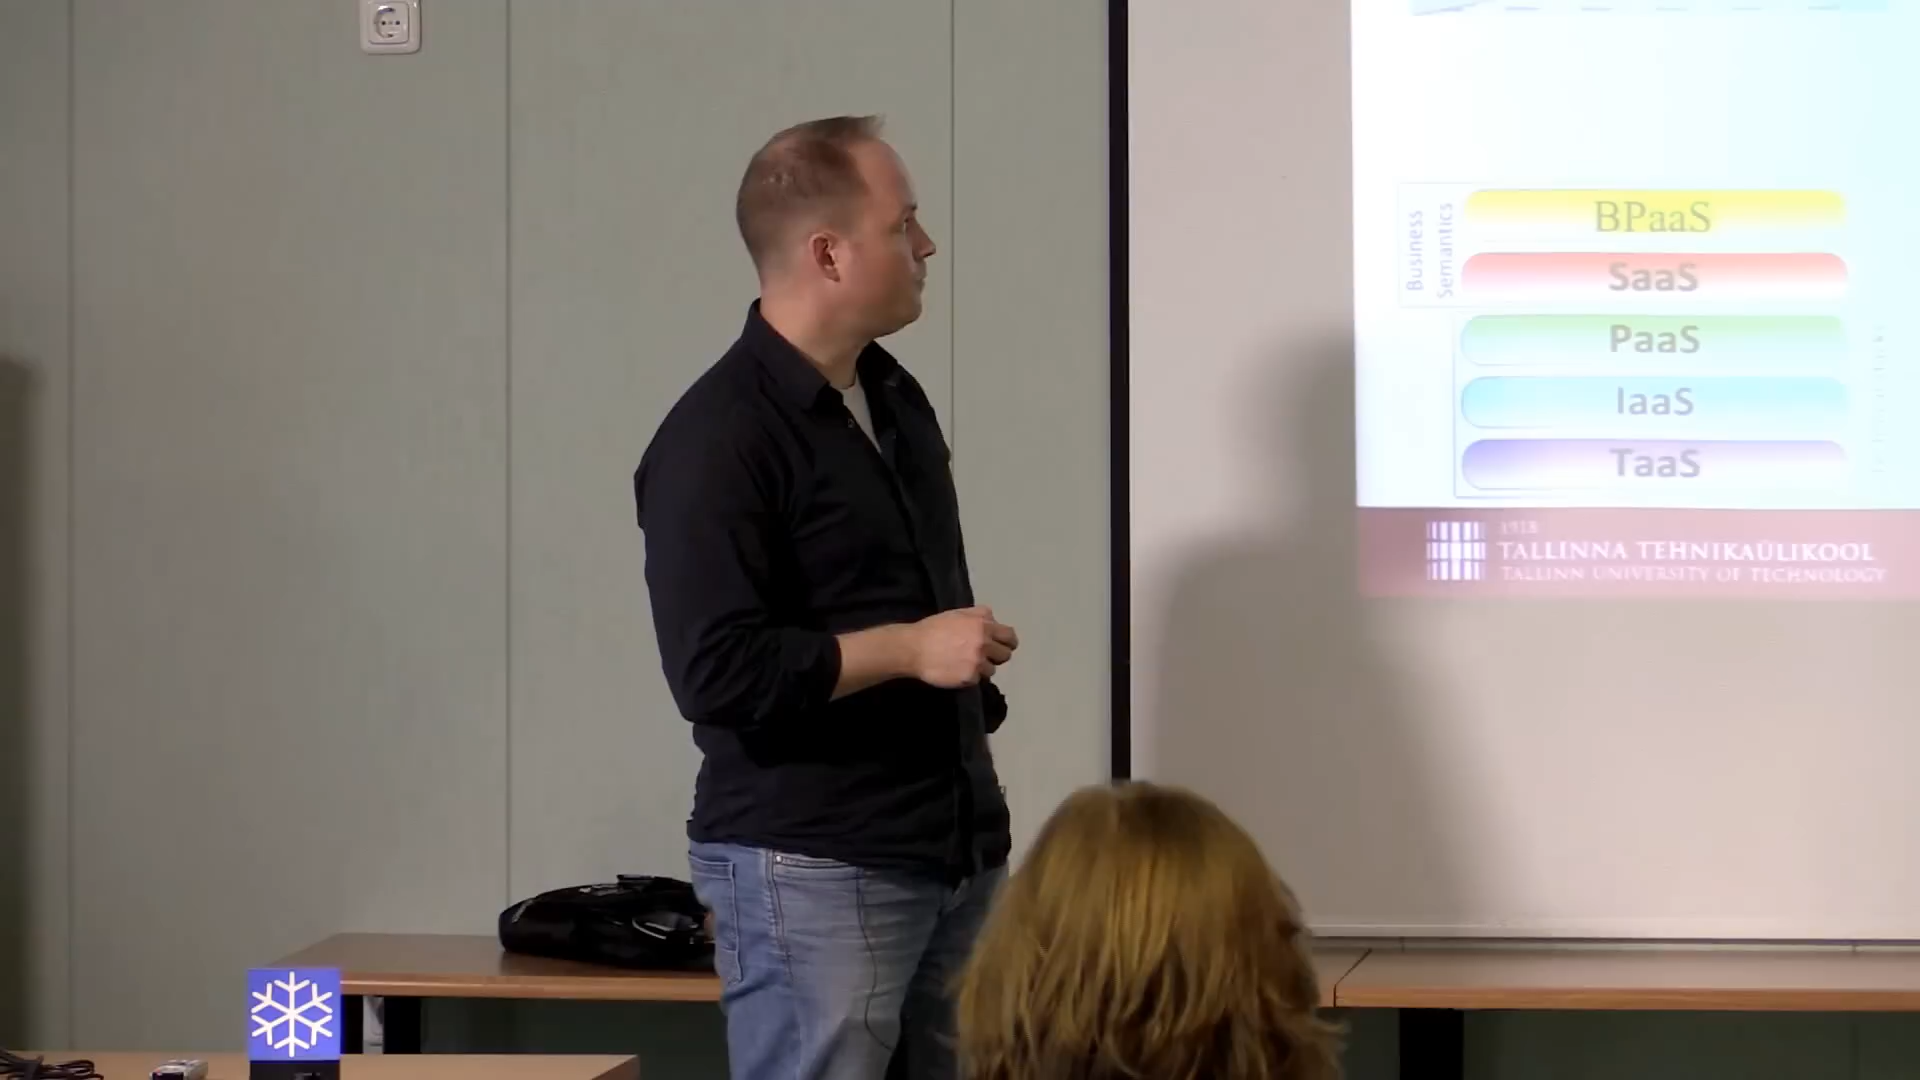 Business
Semantics
BPaaS
SaaS
PaaS
IaaS
TaaS
1918
TALLINNA TEHNIKAÜLIKOOL
TALLINN UNIVERSITY OF TECHNOLOGY